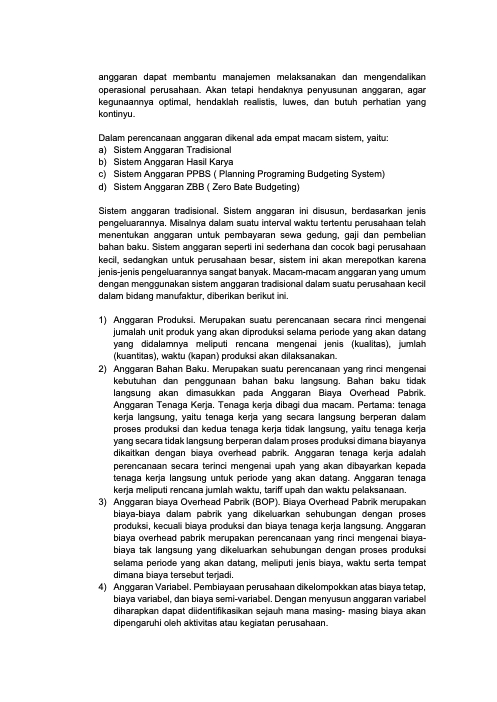 anggaran dapat membantu manajemen melaksanakan dan mengendalikan
operasional perusahaan. Akan tetapi hendaknya penyusunan anggaran, agar
kegunaannya optimal, hendaklah realistis, luwes, dan butuh perhatian yang
kontinyu.
Dalam perencanaan anggaran dikenal ada empat macam sistem, yaitu:
a) Sistem Anggaran Tradisional
b) Sistem Anggaran Hasil Karya
c) Sistem Anggaran PPBS ( Planning Programing Budgeting System)
d) Sistem Anggaran ZBB ( Zero Bate Budgeting)
Sistem anggaran tradisional. Sistem anggaran ini disusun, berdasarkan jenis
pengeluarannya. Misalnya dalam suatu interval waktu tertentu perusahaan telah
menentukan anggaran untuk pembayaran sewa gedung, gaji dan pembelian
bahan baku. Sistem anggaran seperti ini sederhana dan cocok bagi perusahaan
kecil, sedangkan untuk perusahaan besar, sistem ini akan merepotkan karena
jenis-jenis pengeluarannya sangat banyak. Macam-macam anggaran yang umum
dengan menggunakan sistem anggaran tradisional dalam suatu perusahaan kecil
dalam bidang manufaktur, diberikan berikut ini.
1) Anggaran Produksi. Merupakan suatu perencanaan secara rinci mengenai
jumalah unit produk yang akan diproduksi selama periode yang akan datang
yang didalamnya meliputi rencana mengenai jenis (kualitas), jumlah
(kuantitas), waktu (kapan) produksi akan dilaksanakan.
2) Anggaran Bahan Baku. Merupakan suatu perencanaan yang rinci mengenai
kebutuhan dan penggunaan bahan baku langsung. Bahan baku tidak
langsung akan dimasukkan pada Anggaran Biaya Overhead Pabrik.
Anggaran Tenaga Kerja. Tenaga kerja dibagi dua macam. Pertama: tenaga
kerja langsung, yaitu tenaga kerja yang secara langsung berperan dalam
proses produksi dan kedua tenaga kerja tidak langsung, yaitu tenaga kerja
yang secara tidak langsung berperan dalam proses produksi dimana biayanya
dikaitkan dengan biaya overhead pabrik. Anggaran tenaga kerja adalah
perencanaan secara terinci mengenai upah yang akan dibayarkan kepada
tenaga kerja langsung untuk periode yang akan datang. Anggaran tenaga
kerja meliputi rencana jumlah waktu, tariff upah dan waktu pelaksanaan.
3) Anggaran biaya Overhead Pabrik (BOP). Biaya Overhead Pabrik merupakan
biaya-biaya dalam pabrik yang dikeluarkan sehubungan dengan proses
produksi, kecuali biaya produksi dan biaya tenaga kerja langsung. Anggaran
biaya overhead pabrik merupakan perencanaan yang rinci mengenai biaya-
biaya tak langsung yang dikeluarkan sehubungan dengan proses produksi
selama periode yang akan datang, meliputi jenis biaya, waktu serta tempat
dimana biaya tersebut terjadi.
4) Anggaran Variabel. Pembiayaan perusahaan dikelompokkan atas biaya tetap,
biaya variabel, dan biaya semi-variabel. Dengan menyusun anggaran variabel
diharapkan dapat diidentifikasikan sejauh mana masing- masing biaya akan
dipengaruhi oleh aktivitas atau kegiatan perusahaan.